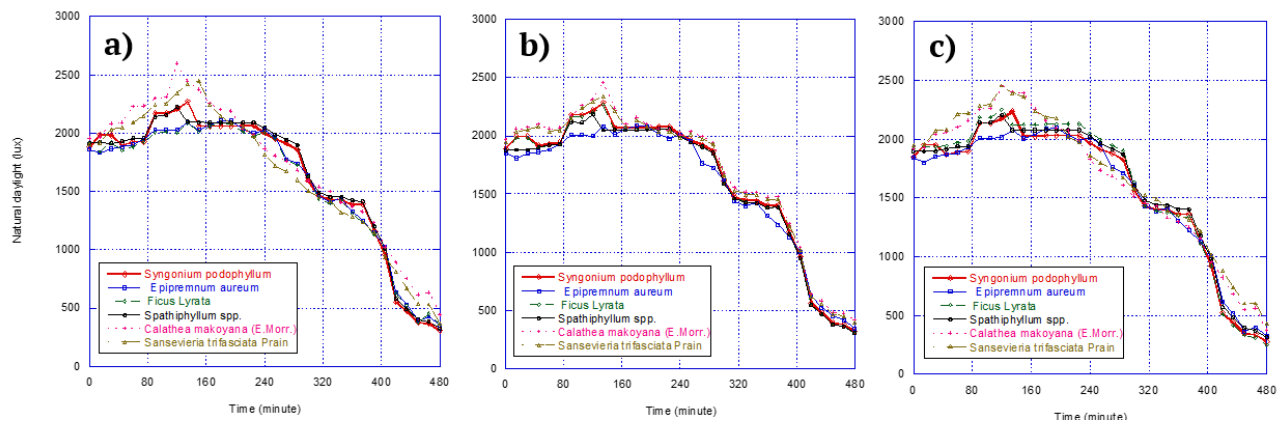 a)
Natural daylight (lux)
3000
2500
2000
1500
1000
500
0
Syngonium podophyllum
Epipremnum aureum
Ficus Lyrata
Spathiphyllum spp.
Calathea makoyana (E.Morr.)
Sansevieria trifasciata Prain
0 80 160 240 320 400 480
Time (minute)
b)
3000
2500
2000
1500
1000
500
0
Syngonium podophyllum
Epipremnum aureum
Ficus Lyrata
Spathiphyllum spp.
Calathea makoyana (E.Morr.)
Sansevieria trifasciata Prain
0 80 160 240 320 400 480
Time (minute)
c)
3000
2500
2000
1500
1000
500
0
Syngonium podophyllum
Epipremnum aureum
Ficus Lyrata
Spathiphyllum spp.
Calathea makoyana (E.Morr.)
Sansevieria trifasciata Prain
0 80 160 240 320 400 480
Time (minute)